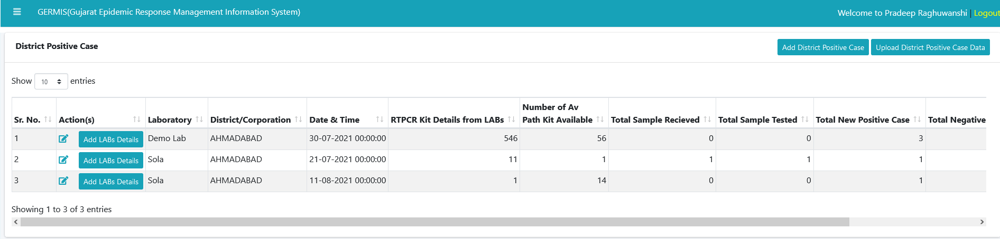 GERMIS(Gujarat Epidemic Response Management Information System)
Welcome to Pradeep Raghuwanshi | Logout
District Positive Case
Add District Positive Case
Upload District Positive Case Data
Show 10 entries
Sr. No. Action(s) Laboratory District/Corporation Date & Time RTPCR Kit Details from LABs Number of Av Path Kit Available Total Sample Recieved Total Sample Tested Total New Positive Case Total Negative
1 Add LABs Details Demo Lab AHMADABAD 30-07-2021 00:00:00 546 56 0 0 3
2 Add LABs Details Sola AHMADABAD 21-07-2021 00:00:00 11 1 1 1 1
3 Add LABs Details Sola AHMADABAD 11-08-2021 00:00:00 1 14 0 0 1
Showing 1 to 3 of 3 entries